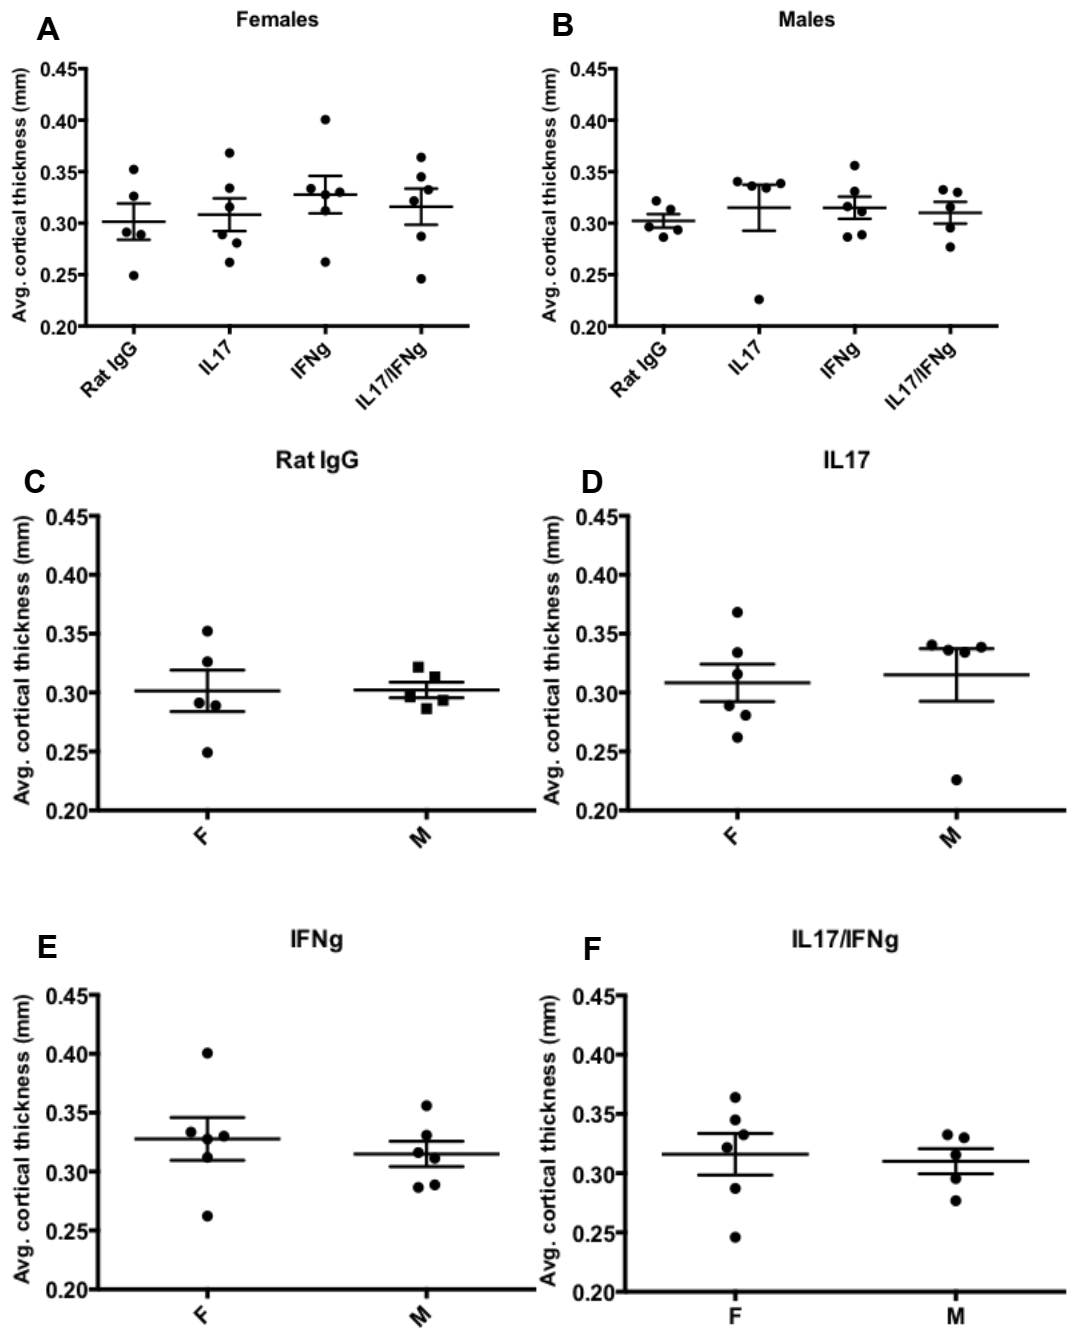 A
Females
Avg. cortical thickness (mm)
0.45
0.40
0.35
0.30
0.25
0.20
Rat IgG
IL17
IFNg
IL17/IFNg
B
Males
Avg. cortical thickness (mm)
0.45
0.40
0.35
0.30
0.25
0.20
Rat IgG
IL17
IFNg
IL17/IFNg
C
Rat IgG
Avg. cortical thickness (mm)
0.45
0.40
0.35
0.30
0.25
0.20
F
M
D
IL17
Avg. cortical thickness (mm)
0.45
0.40
0.35
0.30
0.25
0.20
F
M
E
IFNg
Avg. cortical thickness (mm)
0.45
0.40
0.35
0.30
0.25
0.20
F
M
F
IL17/IFNg
Avg. cortical thickness (mm)
0.45
0.40
0.35
0.30
0.25
0.20
F
M